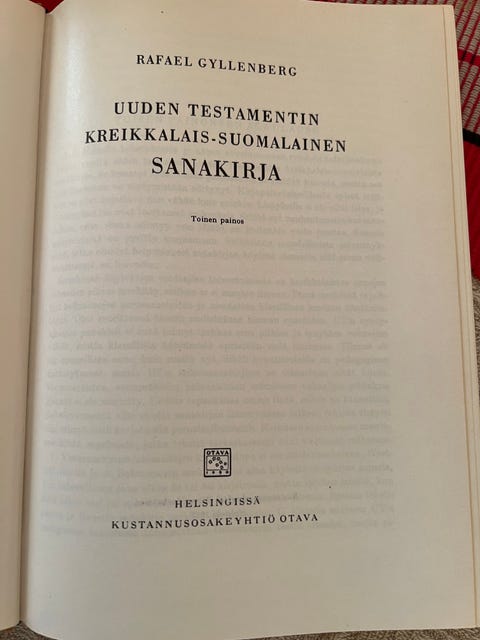 RAFAEL GYLLENBERG
UUDEN TESTAMENTIN
KREIKKALAIS-SUOMALAINEN
SANAKIRJA
Toinen painos
OTAVA
HELSINGISSÄ
KUSTANNUSOSAKEYHTIÖ OTAVA